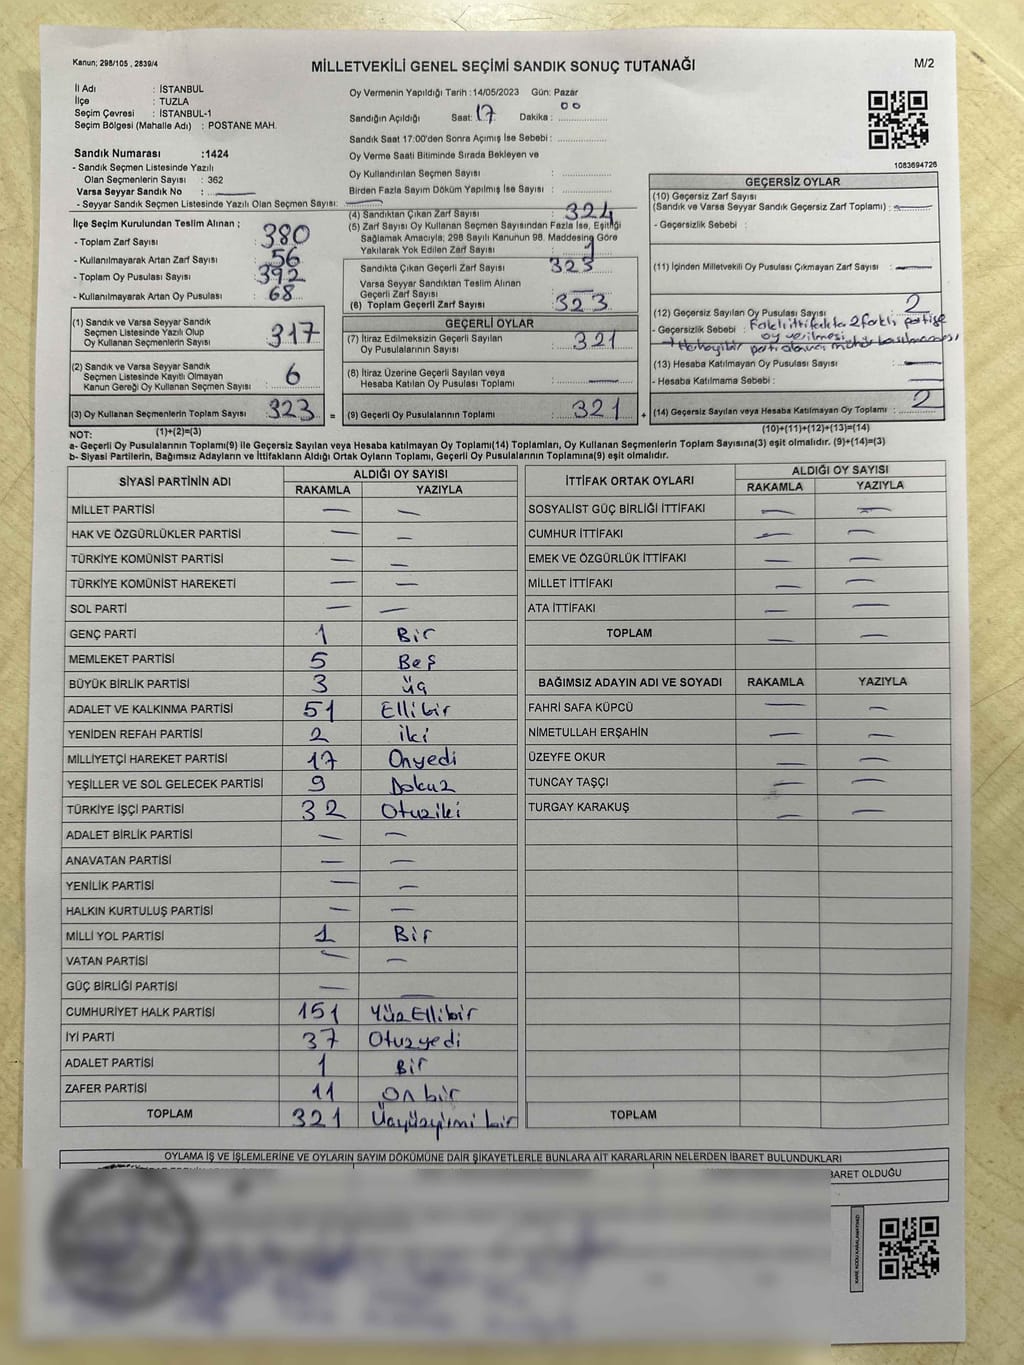 Kanun; 298/105 , 2839/4
MİLLETVEKİLİ GENEL SEÇİMİ SANDIK SONUÇ TUTANAĞI
M/2
İl Adı : İSTANBUL
İlçe : TUZLA
Seçim Çevresi : İSTANBUL-1
Seçim Bölgesi (Mahalle Adı) : POSTANE MAH.
Sandık Numarası :1424
- Sandık Seçmen Listesinde Yazılı
Olan Seçmenlerin Sayısı : 362
Varsa Seyyar Sandık No :
- Seyyar Sandık Seçmen Listesinde Yazılı Olan Seçmen Sayısı:
Oy Vermenin Yapıldığı Tarih :14/05/2023 Gün: Pazar
Sandığın Açıldığı Saat: 17 Dakika : 00
Sandık Saat 17:00'den Sonra Açımış İse Sebebi :
Oy Verme Saati Bitiminde Sırada Bekleyen ve
Oy Kullandırılan Seçmen Sayısı :
Birden Fazla Sayım Döküm Yapılmış İse Sayısı :
1083694726
İlçe Seçim Kurulundan Teslim Alınan ;
- Toplam Zarf Sayısı : 380
- Kullanılmayarak Artan Zarf Sayısı : 56
- Toplam Oy Pusulası Sayısı : 392
- Kullanılmayarak Artan Oy Pusulası : 68
(1) Sandık ve Varsa Seyyar Sandık
Seçmen Listesinde Yazılı Olup
Oy Kullanan Seçmenlerin Sayısı : 317
(2) Sandık ve Varsa Seyyar Sandık
Seçmen Listesinde Kayıtlı Olmayan
Kanun Gereği Oy Kullanan Seçmen Sayısı : 6
(3) Oy Kullanan Seçmenlerin Toplam Sayısı : 323
(1)+(2)=(3)
(4) Sandıktan Çıkan Zarf Sayısı : 324
(5) Zarf Sayısı Oy Kullanan Seçmen Sayısından Fazla İse, Eşitliği
Sağlamak Amacıyla; 298 Sayılı Kanunun 98. Maddesine Göre
Yakılarak Yok Edilen Zarf Sayısı : 1
Sandıkta Çıkan Geçerli Zarf Sayısı : 323
Varsa Seyyar Sandıktan Teslim Alınan
Geçerli Zarf Sayısı :
(6) Toplam Geçerli Zarf Sayısı : 323
GEÇERLİ OYLAR
(7) İtiraz Edilmeksizin Geçerli Sayılan
Oy Pusulalarının Sayısı : 321
(8) İtiraz Üzerine Geçerli Sayılan veya
Hesaba Katılan Oy Pusulası Toplamı :
= (9) Geçerli Oy Pusulalarının Toplamı : 321 +
GEÇERSİZ OYLAR
(10) Geçersiz Zarf Sayısı
(Sandık ve Varsa Seyyar Sandık Geçersiz Zarf Toplamı) :
- Geçersizlik Sebebi :
(11) İçinden Milletvekili Oy Pusulası Çıkmayan Zarf Sayısı :
(12) Geçersiz Sayılan Oy Pusulası Sayısı : 2
- Geçersizlik Sebebi : Farklı ittifakta 2 farklı partiye
oy verilmesi
→ Herhangi bir parti alanına mühür basılmaması
(13) Hesaba Katılmayan Oy Pusulası Sayısı :
- Hesaba Katılmama Sebebi :
(14) Geçersiz Sayılan veya Hesaba Katılmayan Oy Toplamı : 2
(10)+(11)+(12)+(13)=(14)
NOT:
a- Geçerli Oy Pusulalarının Toplamı(9) ile Geçersiz Sayılan veya Hesaba katılmayan Oy Toplamı(14) Toplamları, Oy Kullanan Seçmenlerin Toplam Sayısına(3) eşit olmalıdır. (9)+(14)=(3)
b- Siyasi Partilerin, Bağımsız Adayların ve İttifakların Aldığı Ortak Oyların Toplamı, Geçerli Oy Pusulalarının Toplamına(9) eşit olmalıdır.
SİYASİ PARTİNİN ADI ALDIĞI OY SAYISI
RAKAMLA YAZIYLA
MİLLET PARTİSİ — —
HAK VE ÖZGÜRLÜKLER PARTİSİ — —
TÜRKİYE KOMÜNİST PARTİSİ — —
TÜRKİYE KOMÜNİST HAREKETİ — —
SOL PARTİ — —
GENÇ PARTİ 1 Bir
MEMLEKET PARTİSİ 5 Beş
BÜYÜK BİRLİK PARTİSİ 3 üç
ADALET VE KALKINMA PARTİSİ 51 Ellibir
YENİDEN REFAH PARTİSİ 2 iki
MİLLİYETÇİ HAREKET PARTİSİ 17 Onyedi
YEŞİLLER VE SOL GELECEK PARTİSİ 9 Dokuz
TÜRKİYE İŞÇİ PARTİSİ 32 Otuziki
ADALET BİRLİK PARTİSİ — —
ANAVATAN PARTİSİ — —
YENİLİK PARTİSİ — —
HALKIN KURTULUŞ PARTİSİ — —
MİLLİ YOL PARTİSİ 1 Bir
VATAN PARTİSİ — —
GÜÇ BİRLİĞİ PARTİSİ — —
CUMHURİYET HALK PARTİSİ 151 YüzEllibir
İYİ PARTİ 37 Otuzyedi
ADALET PARTİSİ 1 Bir
ZAFER PARTİSİ 11 On bir
TOPLAM 321 Üçyüzyirmi bir
İTTİFAK ORTAK OYLARI ALDIĞI OY SAYISI
RAKAMLA YAZIYLA
SOSYALİST GÜÇ BİRLİĞİ İTTİFAKI — —
CUMHUR İTTİFAKI — —
EMEK VE ÖZGÜRLÜK İTTİFAKI — —
MİLLET İTTİFAKI — —
ATA İTTİFAKI — —
TOPLAM — —
BAĞIMSIZ ADAYIN ADI VE SOYADI RAKAMLA YAZIYLA
FAHRİ SAFA KÜPCÜ — —
NİMETULLAH ERŞAHİN — —
ÜZEYFE OKUR — —
TUNCAY TAŞÇI — —
TURGAY KARAKUŞ — —
TOPLAM
OYLAMA İŞ VE İŞLEMLERİNE VE OYLARIN SAYIM DÖKÜMÜNE DAİR ŞİKAYETLERLE BUNLARA AİT KARARLARIN NELERDEN İBARET BULUNDUKLARI
BARET OLDUĞU